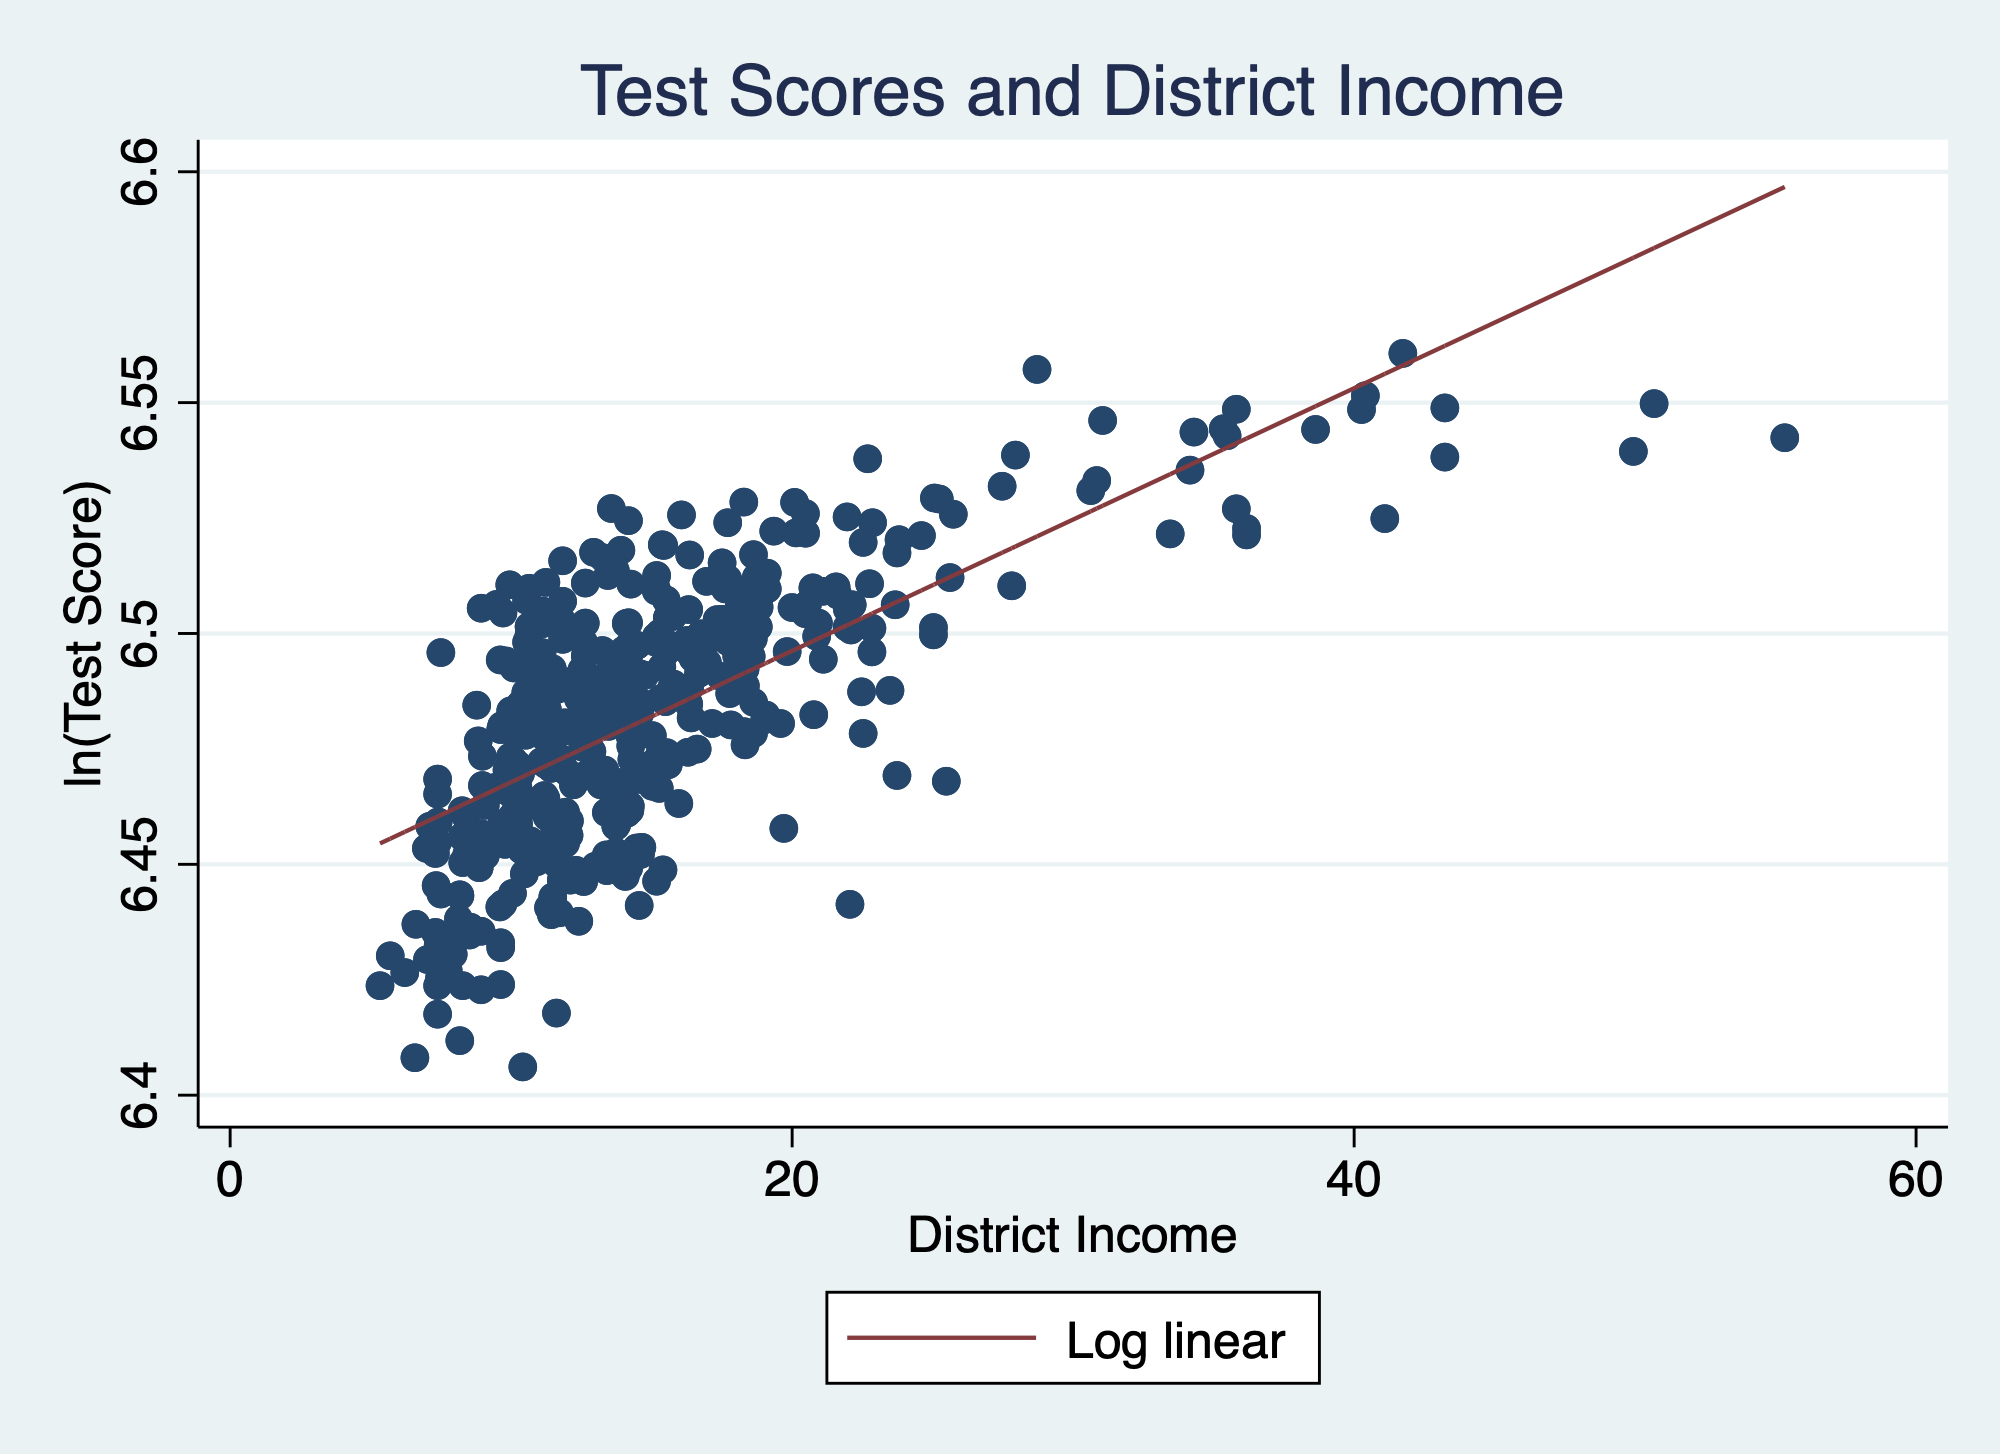 Test Scores and District Income
ln(Test Score)
6.6
6.55
6.5
6.45
6.4
0 20 40 60
District Income
Log linear